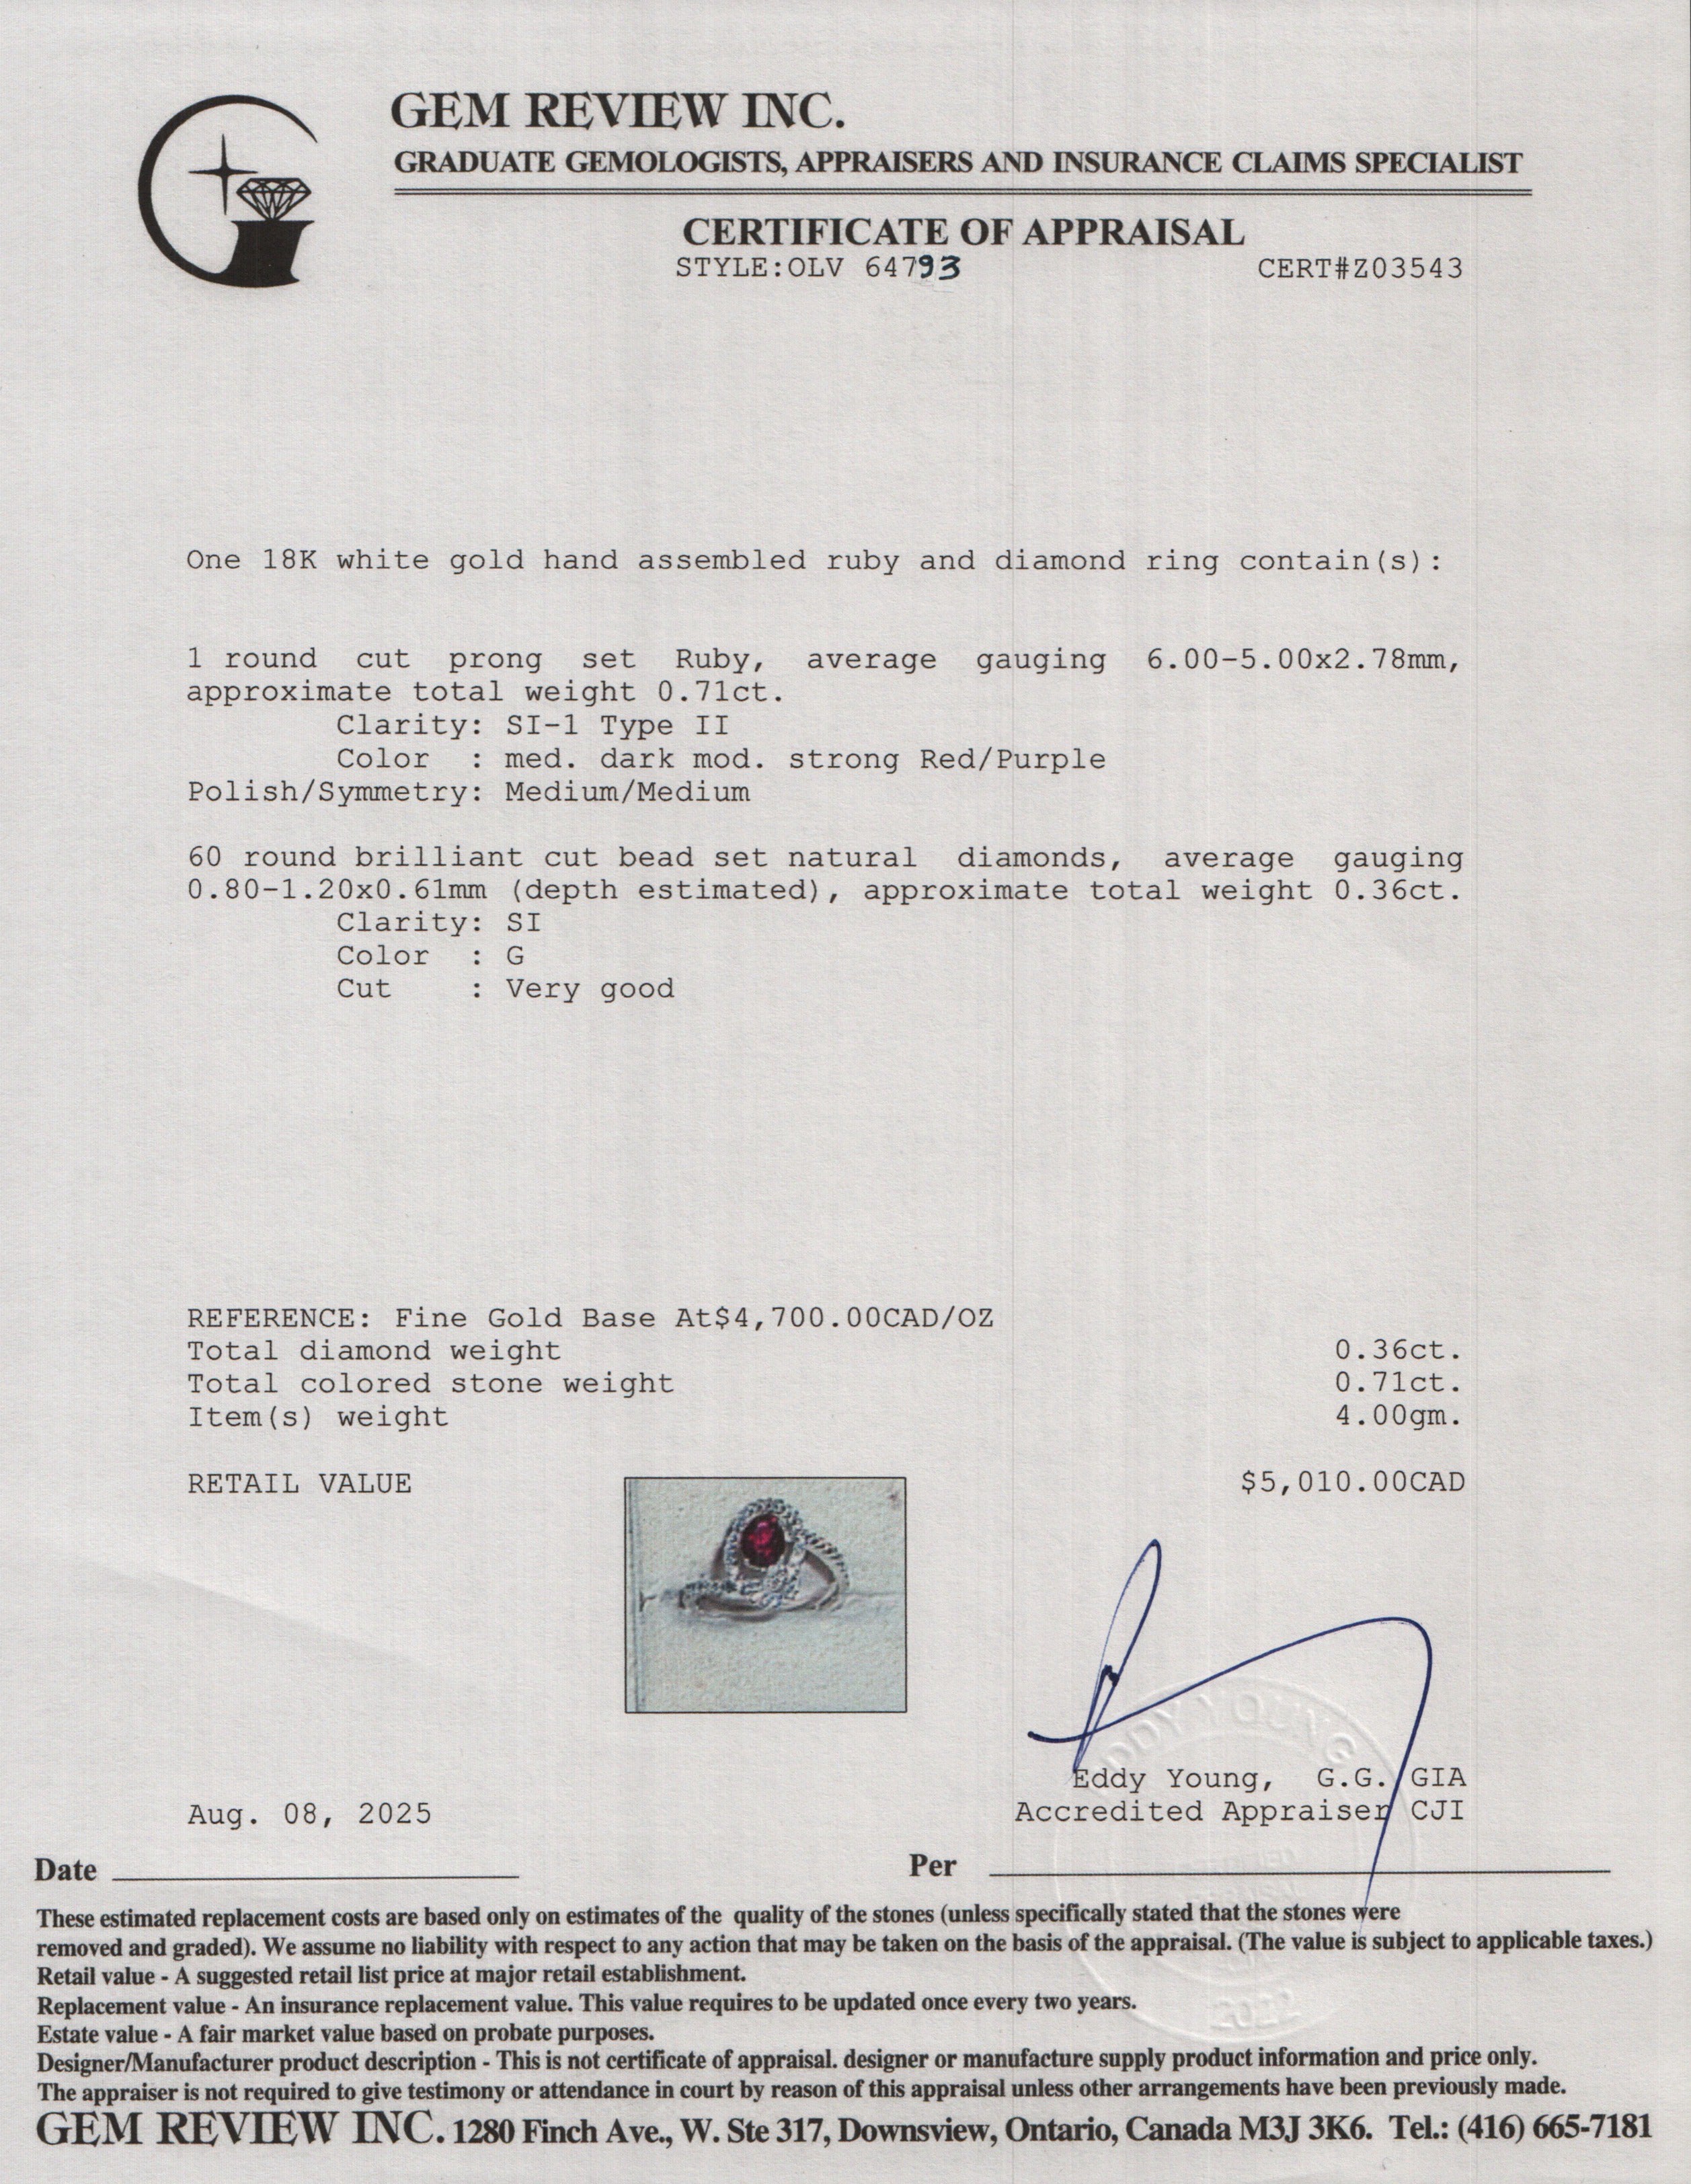 GEM REVIEW INC.
GRADUATE GEMOLOGISTS, APPRAISERS AND INSURANCE CLAIMS SPECIALIST
CERTIFICATE OF APPRAISAL
STYLE:OLV 6493 CERT#Z03543
One 18K white gold hand assembled ruby and diamond ring contain(s):
1 round cut prong set Ruby, average gauging 6.00-5.00x2.78mm,
approximate total weight 0.71ct.
Clarity: SI-1 Type II
Color : med. dark mod. strong Red/Purple
Polish/Symmetry: Medium/Medium
60 round brilliant cut bead set natural diamonds, average gauging
0.80-1.20x0.61mm (depth estimated), approximate total weight 0.36ct.
Clarity: SI
Color : G
Cut : Very good
REFERENCE: Fine Gold Base At$4,700.00CAD/OZ
Total diamond weight 0.36ct.
Total colored stone weight 0.71ct.
Item(s) weight 4.00gm.
RETAIL VALUE $5,010.00CAD
EDDY YOUNG
Eddy Young, G.G. GIA
Aug. 08, 2025 Accredited Appraiser CJI
Date Per
These estimated replacement costs are based only on estimates of the quality of the stones (unless specifically stated that the stones were
removed and graded). We assume no liability with respect to any action that may be taken on the basis of the appraisal. (The value is subject to applicable taxes.)
Retail value - A suggested retail list price at major retail establishment.
Replacement value - An insurance replacement value. This value requires to be updated once every two years.
Estate value - A fair market value based on probate purposes.
Designer/Manufacturer product description - This is not certificate of appraisal. designer or manufacture supply product information and price only.
The appraiser is not required to give testimony or attendance in court by reason of this appraisal unless other arrangements have been previously made.
GEM REVIEW INC. 1280 Finch Ave., W. Ste 317, Downsview, Ontario, Canada M3J 3K6. Tel.: (416) 665-7181